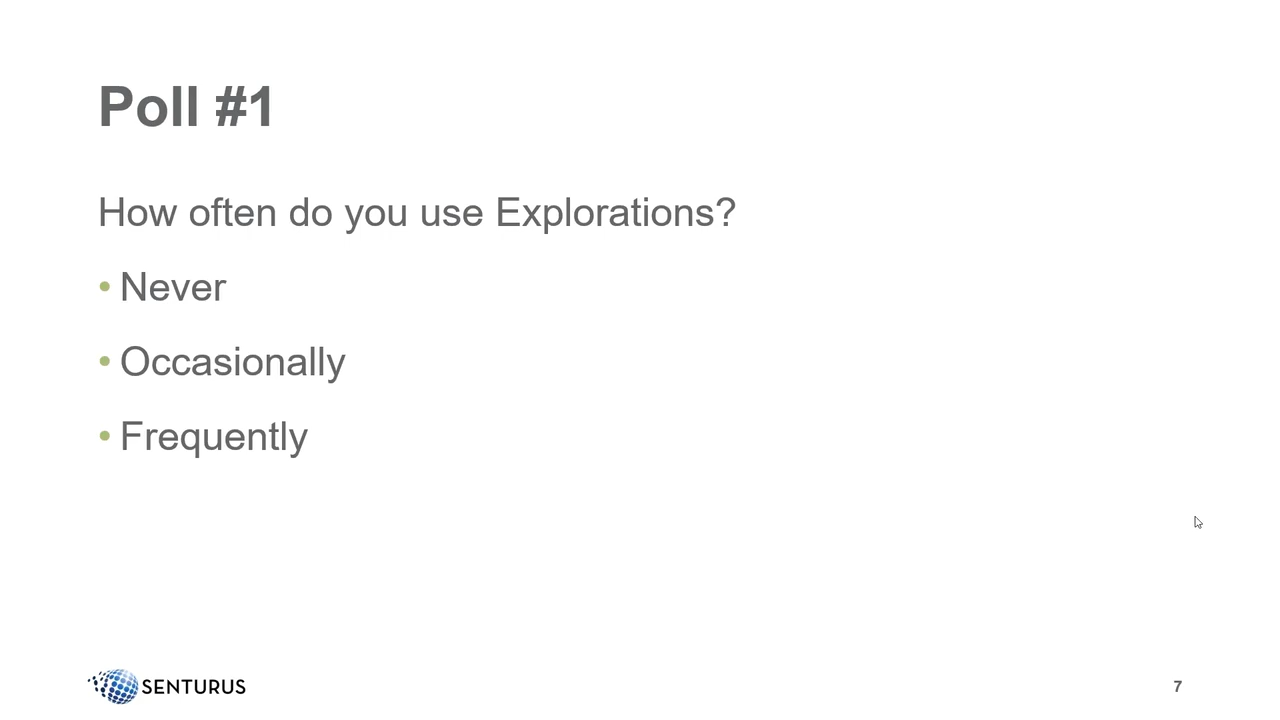 Poll #1
How often do you use Explorations?
• Never
• Occasionally
• Frequently
SENTURUS
7